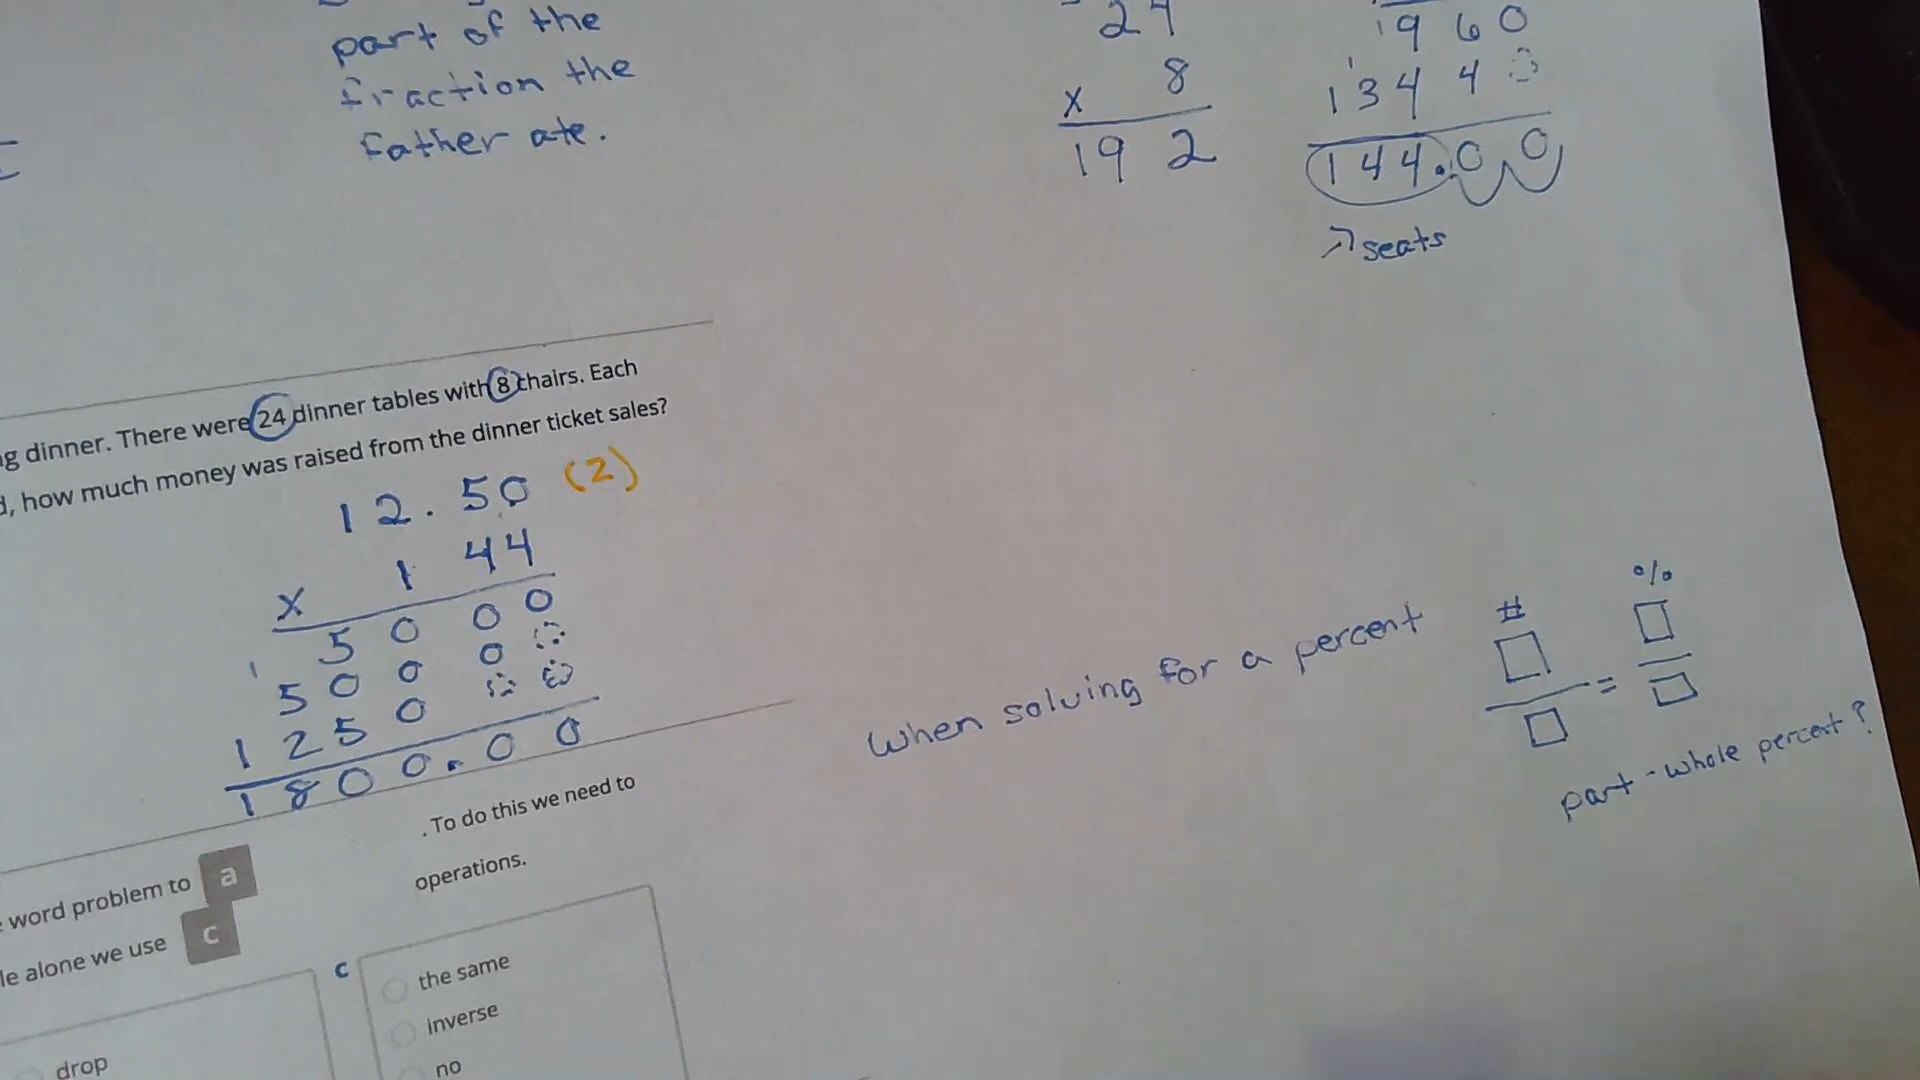 part of the
fraction the
father ate.
24
x 8
192
1960
1
1344
144.00
seats
g dinner. There were 24 dinner tables with 8 chairs. Each
d, how much money was raised from the dinner ticket sales?
12.50 (2)
x 144
5000
1
5000
1250
1800.00
When solving for a percent
# %
=
part-whole percent?
. To do this we need to
word problem to a
operations.
le alone we use c
c
the same
inverse
no
drop